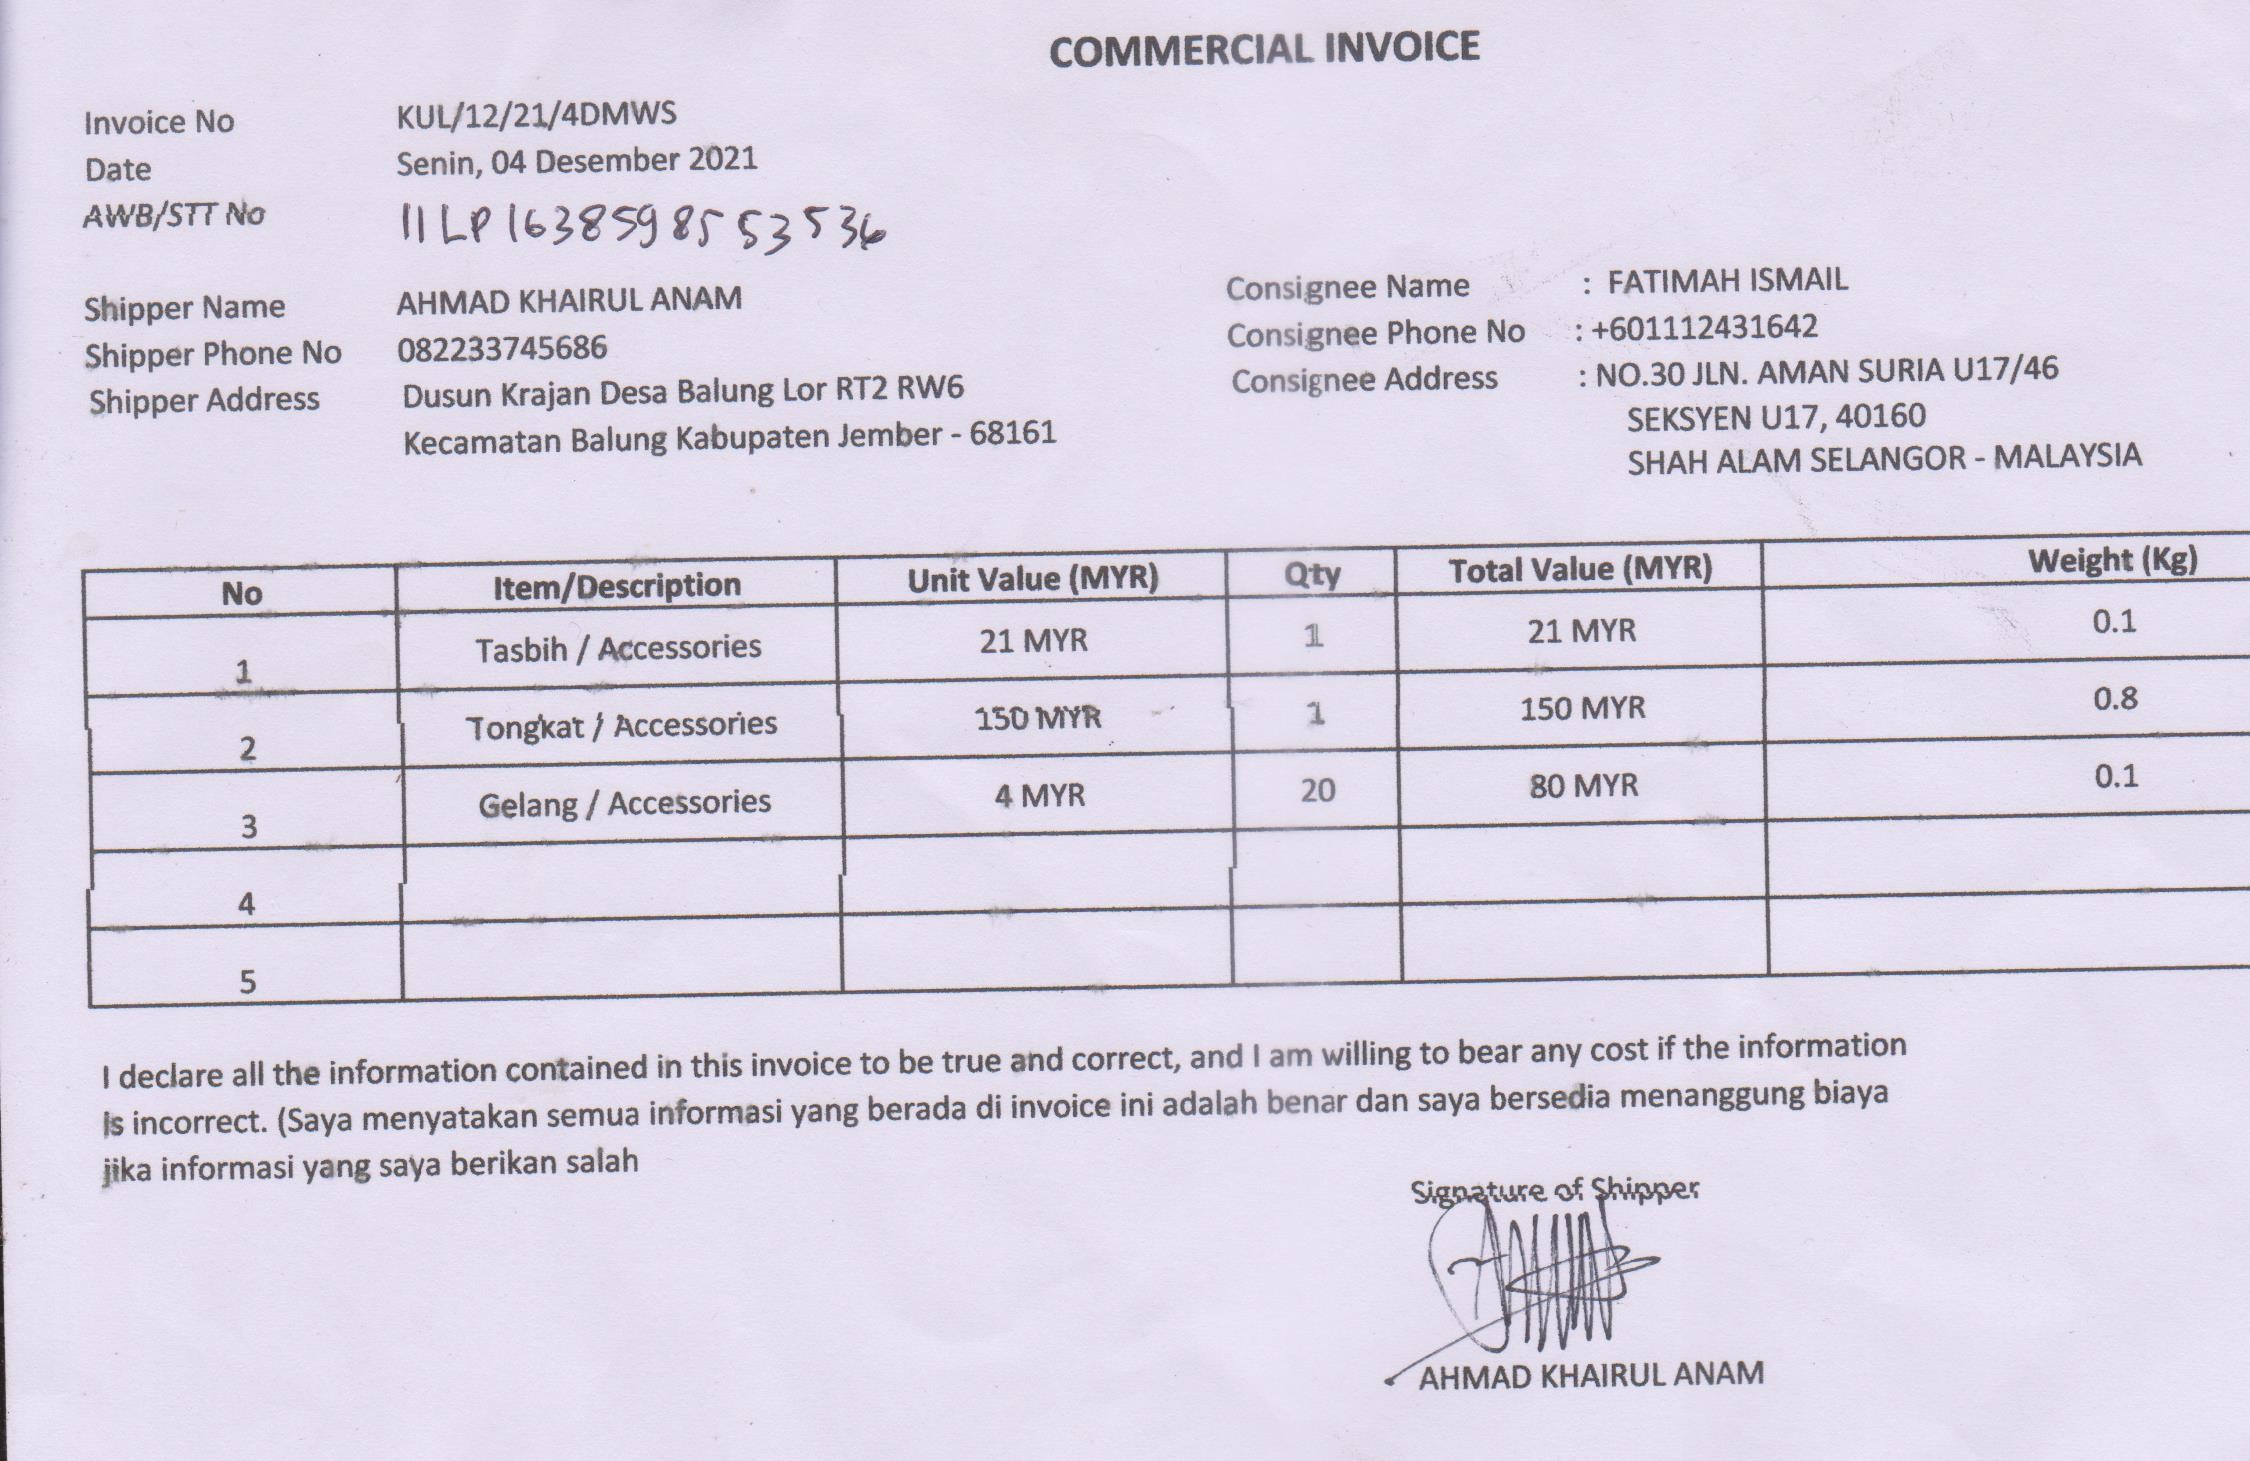 COMMERCIAL INVOICE
Invoice No KUL/12/21/4DMWS
Date Senin, 04 Desember 2021
AWB/STT No 11LP1638598553536
Shipper Name AHMAD KHAIRUL ANAM
Shipper Phone No 082233745686
Shipper Address Dusun Krajan Desa Balung Lor RT2 RW6
Kecamatan Balung Kabupaten Jember - 68161
Consignee Name : FATIMAH ISMAIL
Consignee Phone No : +601112431642
Consignee Address : NO.30 JLN. AMAN SURIA U17/46
SEKSYEN U17, 40160
SHAH ALAM SELANGOR - MALAYSIA
No Item/Description Unit Value (MYR) Qty Total Value (MYR) Weight (Kg)
1 Tasbih / Accessories 21 MYR 1 21 MYR 0.1
2 Tongkat / Accessories 150 MYR 1 150 MYR 0.8
3 Gelang / Accessories 4 MYR 20 80 MYR 0.1
4
5
I declare all the information contained in this invoice to be true and correct, and I am willing to bear any cost if the information
Is incorrect. (Saya menyatakan semua informasi yang berada di invoice ini adalah benar dan saya bersedia menanggung biaya
jika informasi yang saya berikan salah
Signature of Shipper
AHMAD KHAIRUL ANAM